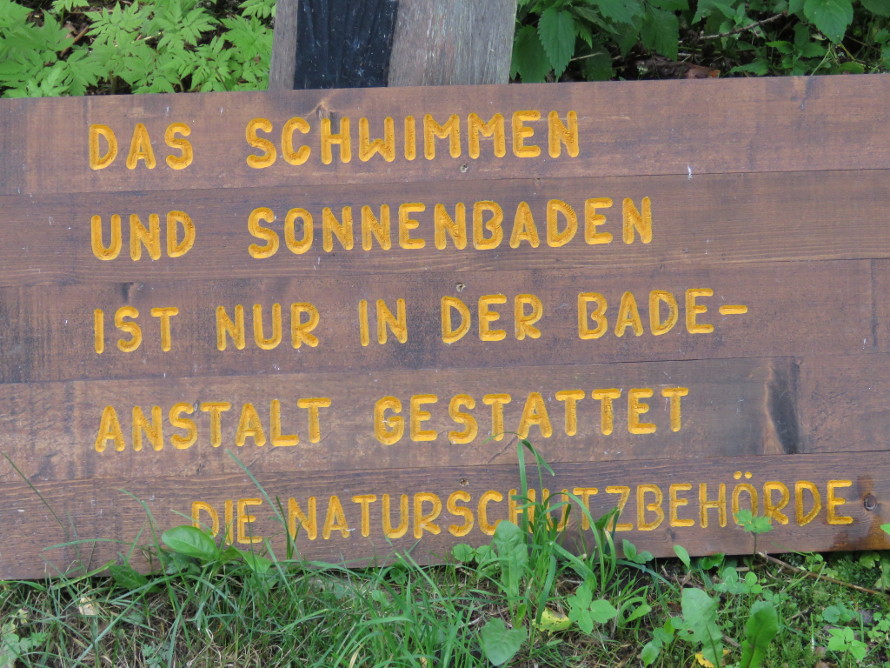 DAS SCHWIMMEN
UND SONNENBADEN
IST NUR IN DER BADE-
ANSTALT GESTATTET
DIE NATURSCHUTZBEHÖRDE